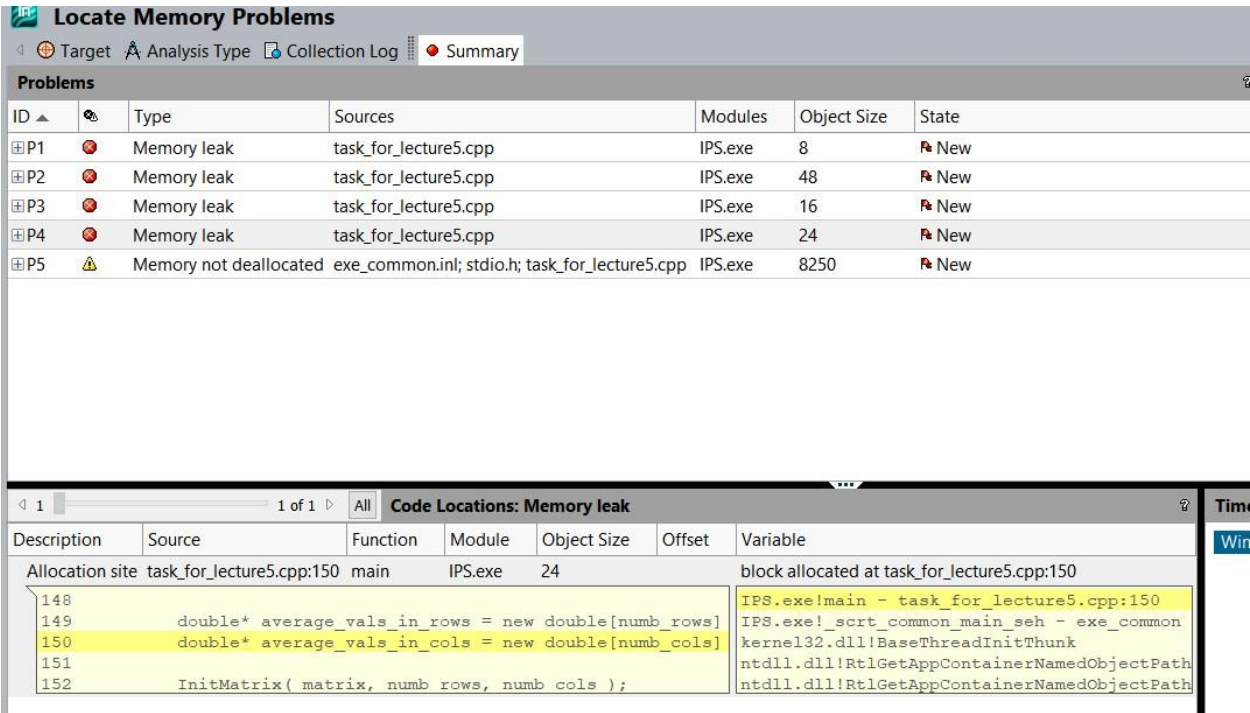 Locate Memory Problems
Target Analysis Type Collection Log Summary
Problems ?
ID Type Sources Modules Object Size State
P1 Memory leak task_for_lecture5.cpp IPS.exe 8 New
P2 Memory leak task_for_lecture5.cpp IPS.exe 48 New
P3 Memory leak task_for_lecture5.cpp IPS.exe 16 New
P4 Memory leak task_for_lecture5.cpp IPS.exe 24 New
P5 Memory not deallocated exe_common.inl; stdio.h; task_for_lecture5.cpp IPS.exe 8250 New
1 1 of 1 All Code Locations: Memory leak ? Time
Description Source Function Module Object Size Offset Variable Win
Allocation site task_for_lecture5.cpp:150 main IPS.exe 24 block allocated at task_for_lecture5.cpp:150
148 IPS.exe!main - task_for_lecture5.cpp:150
149 double* average_vals_in_rows = new double[numb_rows] IPS.exe!_scrt_common_main_seh - exe_common
150 double* average_vals_in_cols = new double[numb_cols] kernel32.dll!BaseThreadInitThunk
151 ntdll.dll!RtlGetAppContainerNamedObjectPath
152 InitMatrix( matrix, numb_rows, numb_cols ); ntdll.dll!RtlGetAppContainerNamedObjectPath